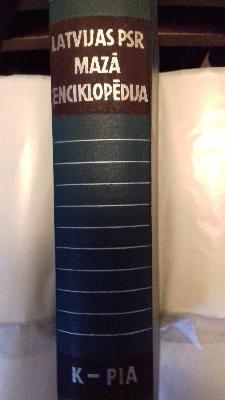 LATVIJAS PSR
MAZĀ
ENCIKLOPĒDIJA
K – PIA